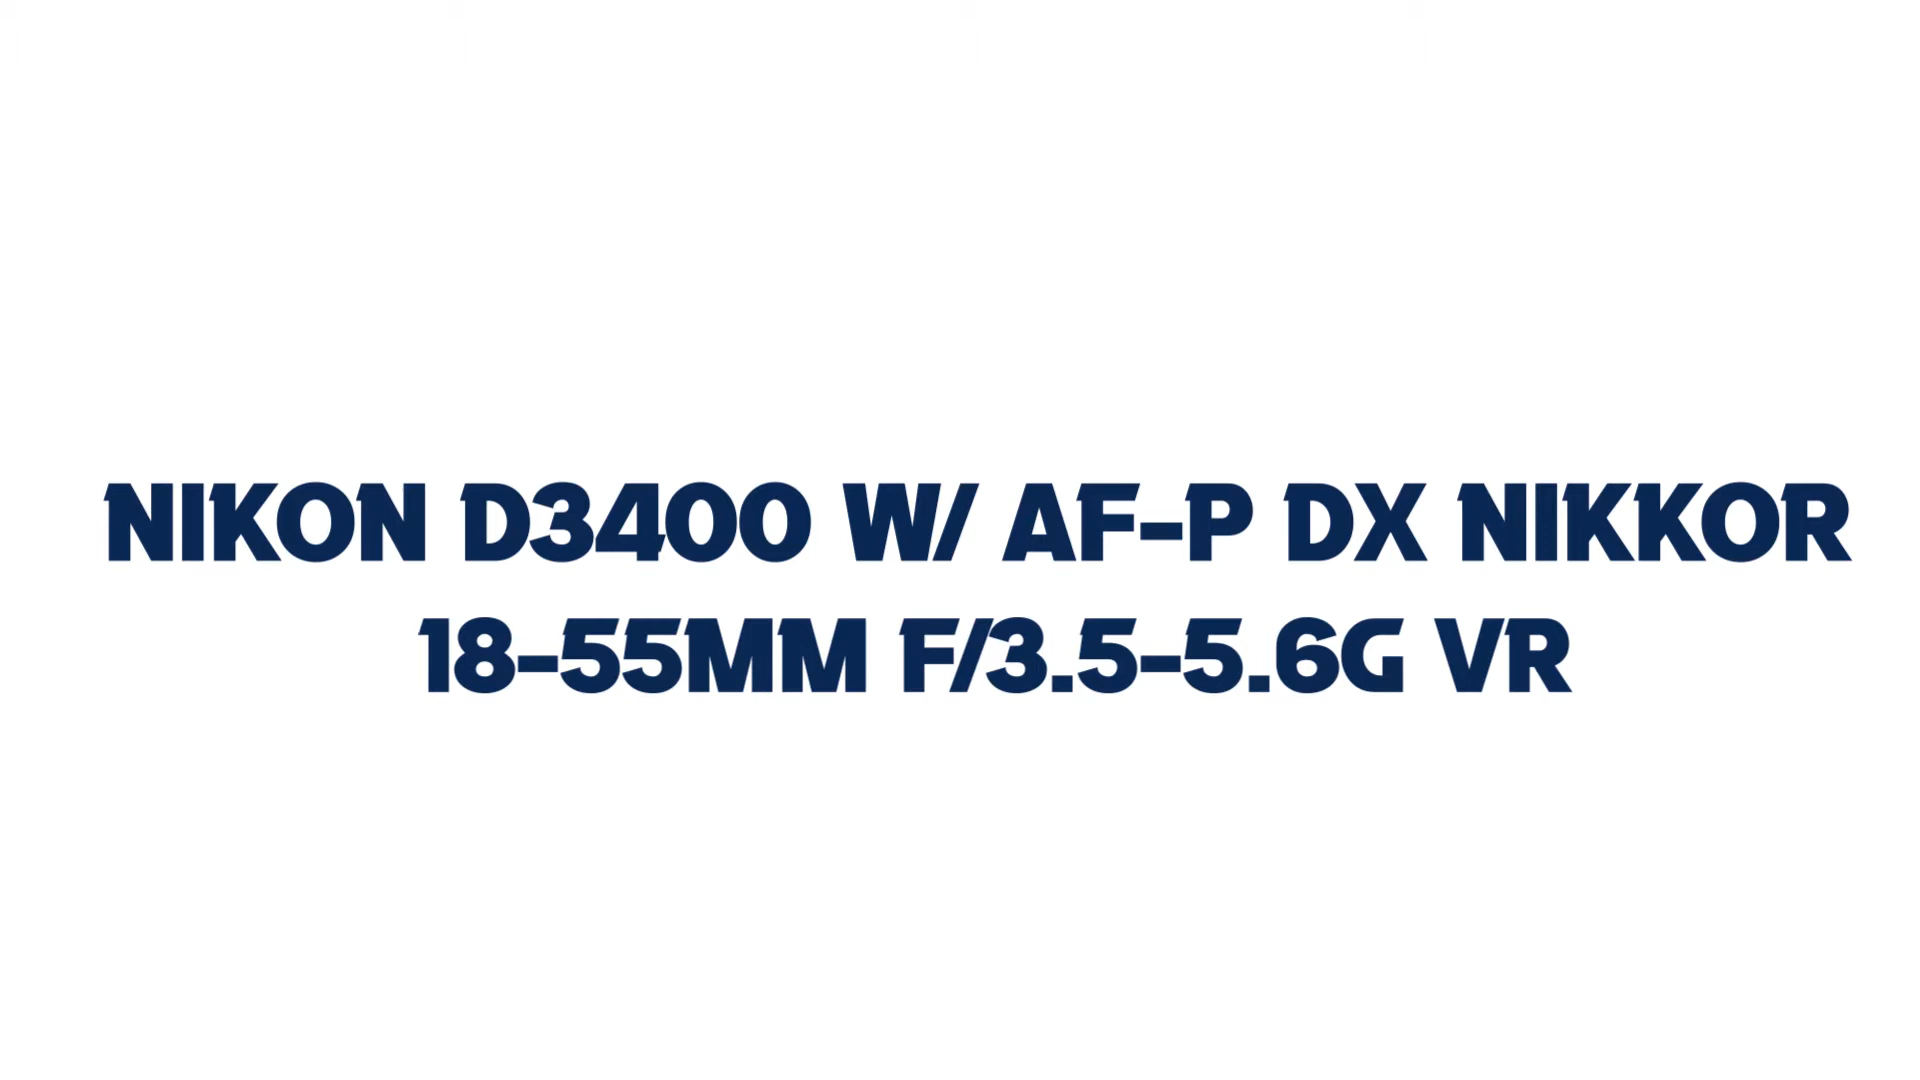 NIKON D3400 W/ AF-P DX NIKKOR
18-55MM F/3.5-5.6G VR